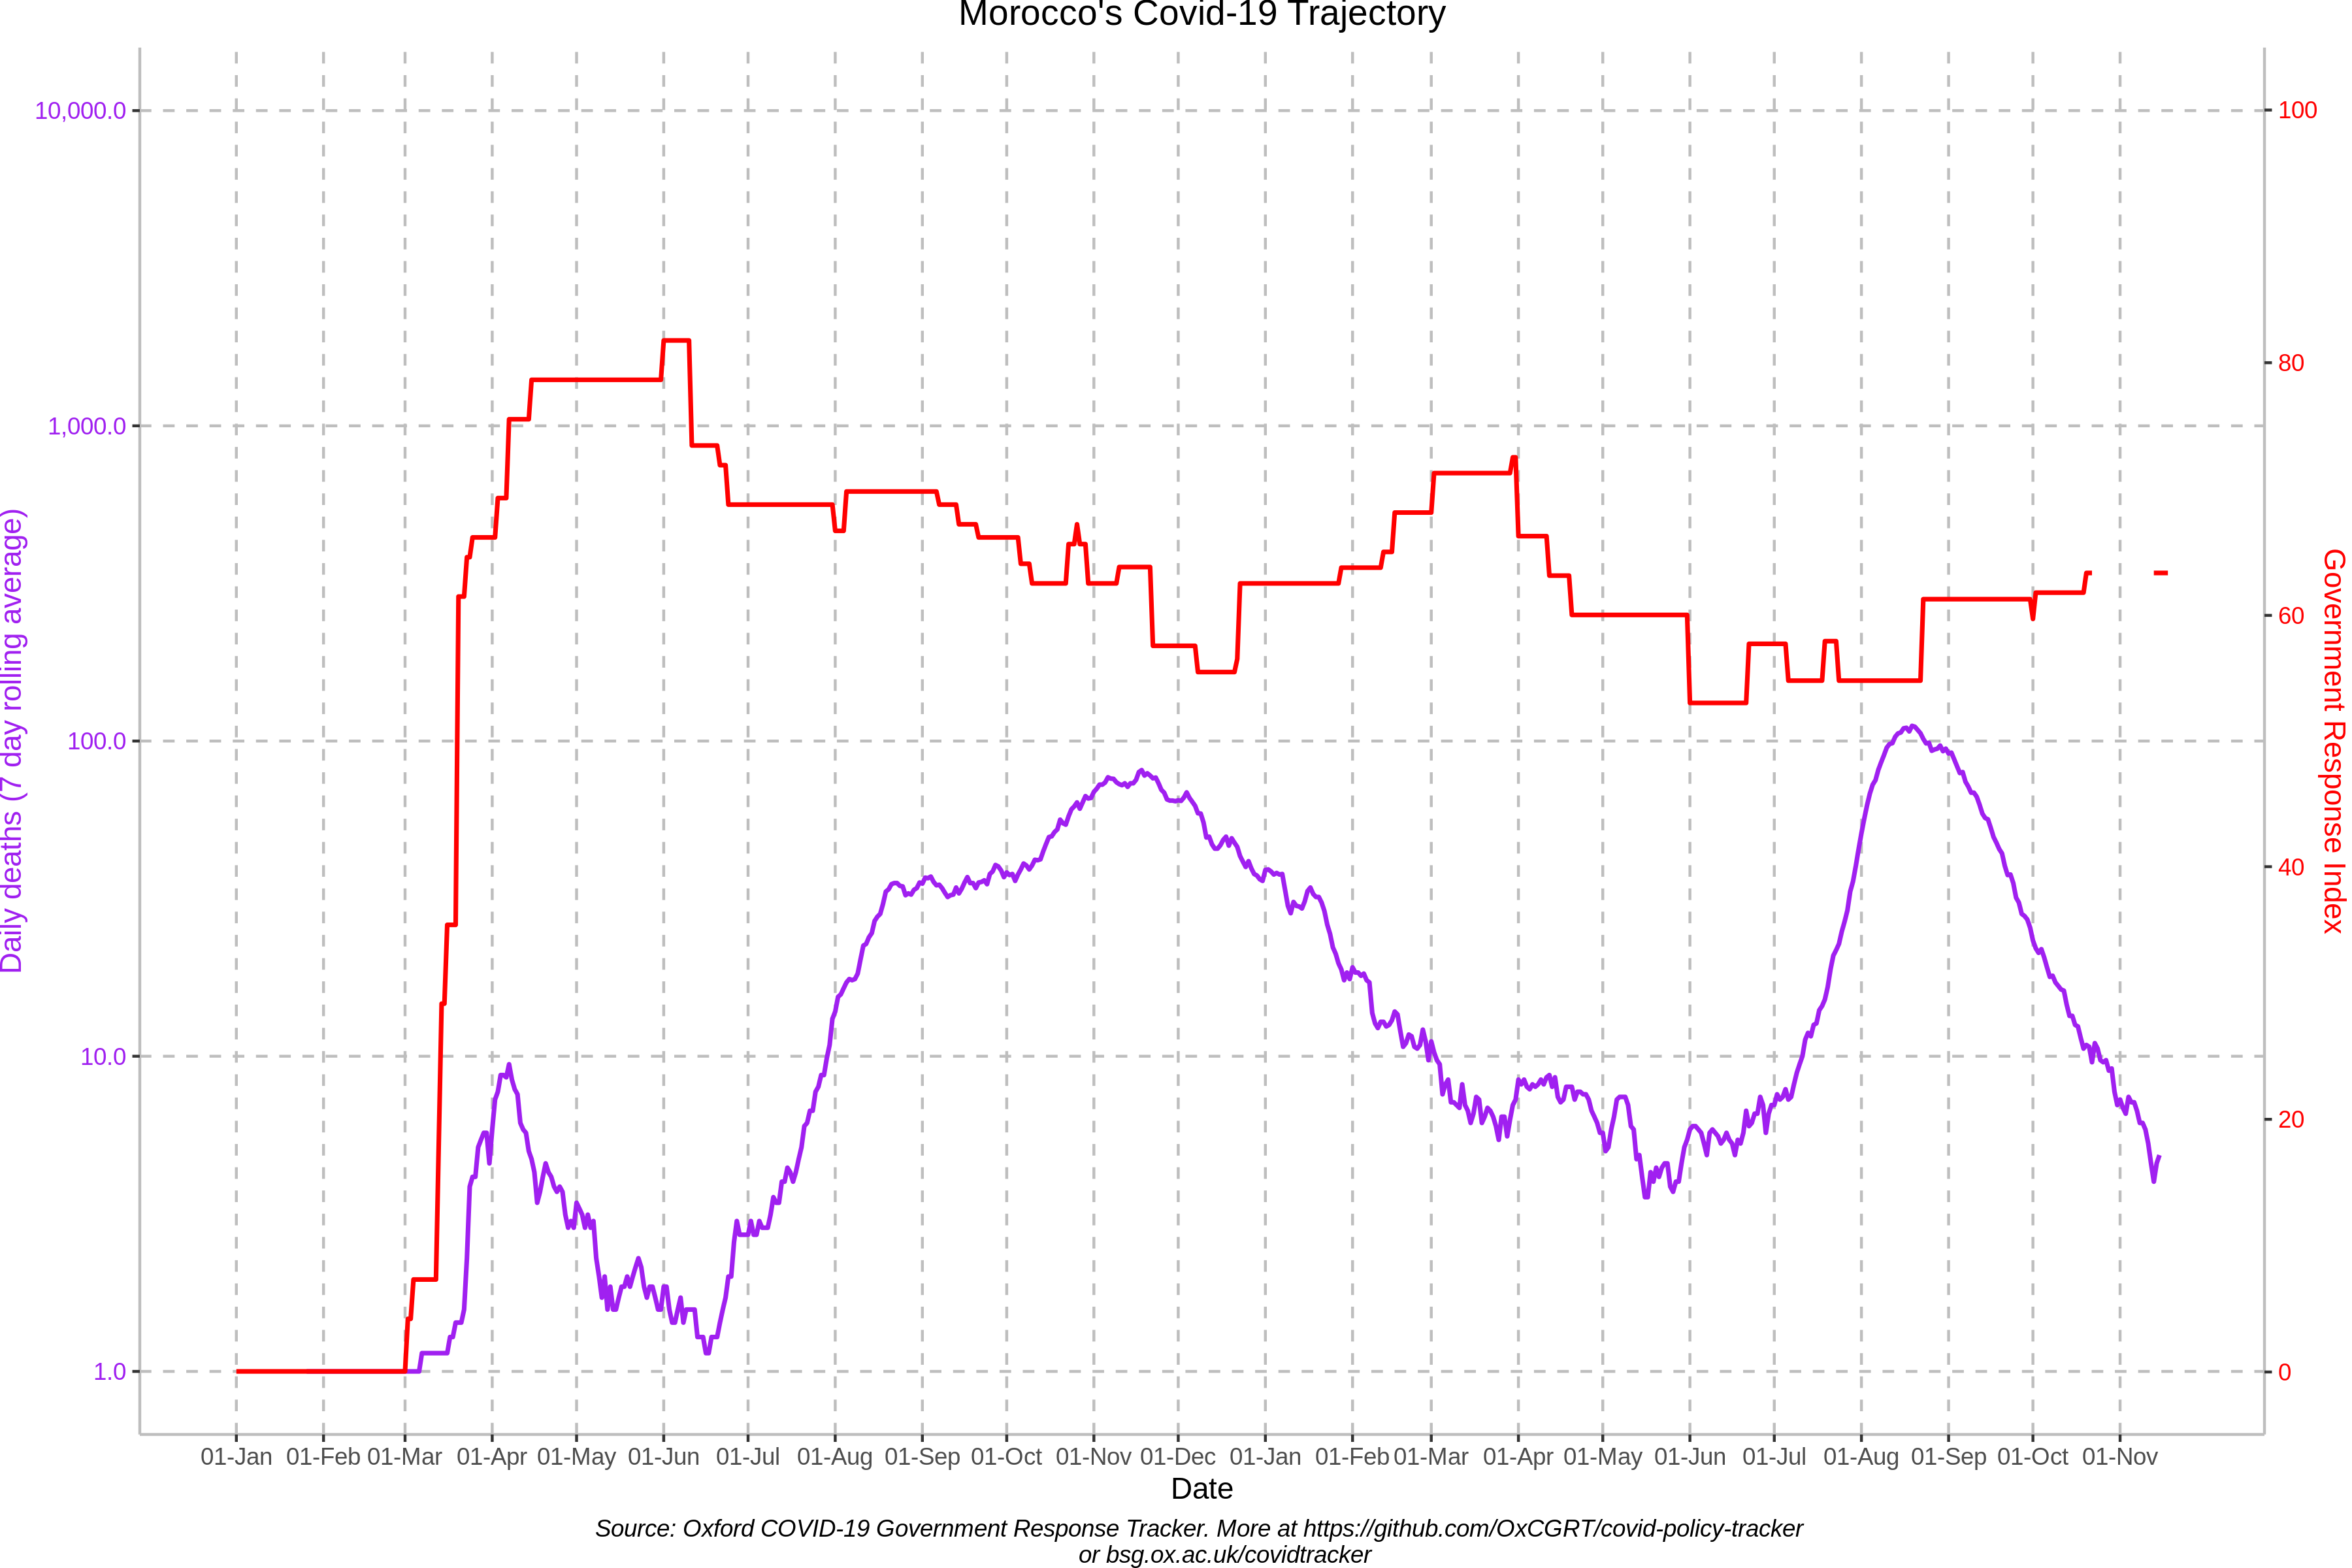 Morocco's Covid-19 Trajectory
10,000.0
1,000.0
100.0
10.0
1.0
Daily deaths (7 day rolling average)
100
80
60
40
20
0
Government Response Index
01-Jan 01-Feb 01-Mar 01-Apr 01-May 01-Jun 01-Jul 01-Aug 01-Sep 01-Oct 01-Nov 01-Dec 01-Jan 01-Feb 01-Mar 01-Apr 01-May 01-Jun 01-Jul 01-Aug 01-Sep 01-Oct 01-Nov
Date
Source: Oxford COVID-19 Government Response Tracker. More at https://github.com/OxCGRT/covid-policy-tracker
or bsg.ox.ac.uk/covidtracker